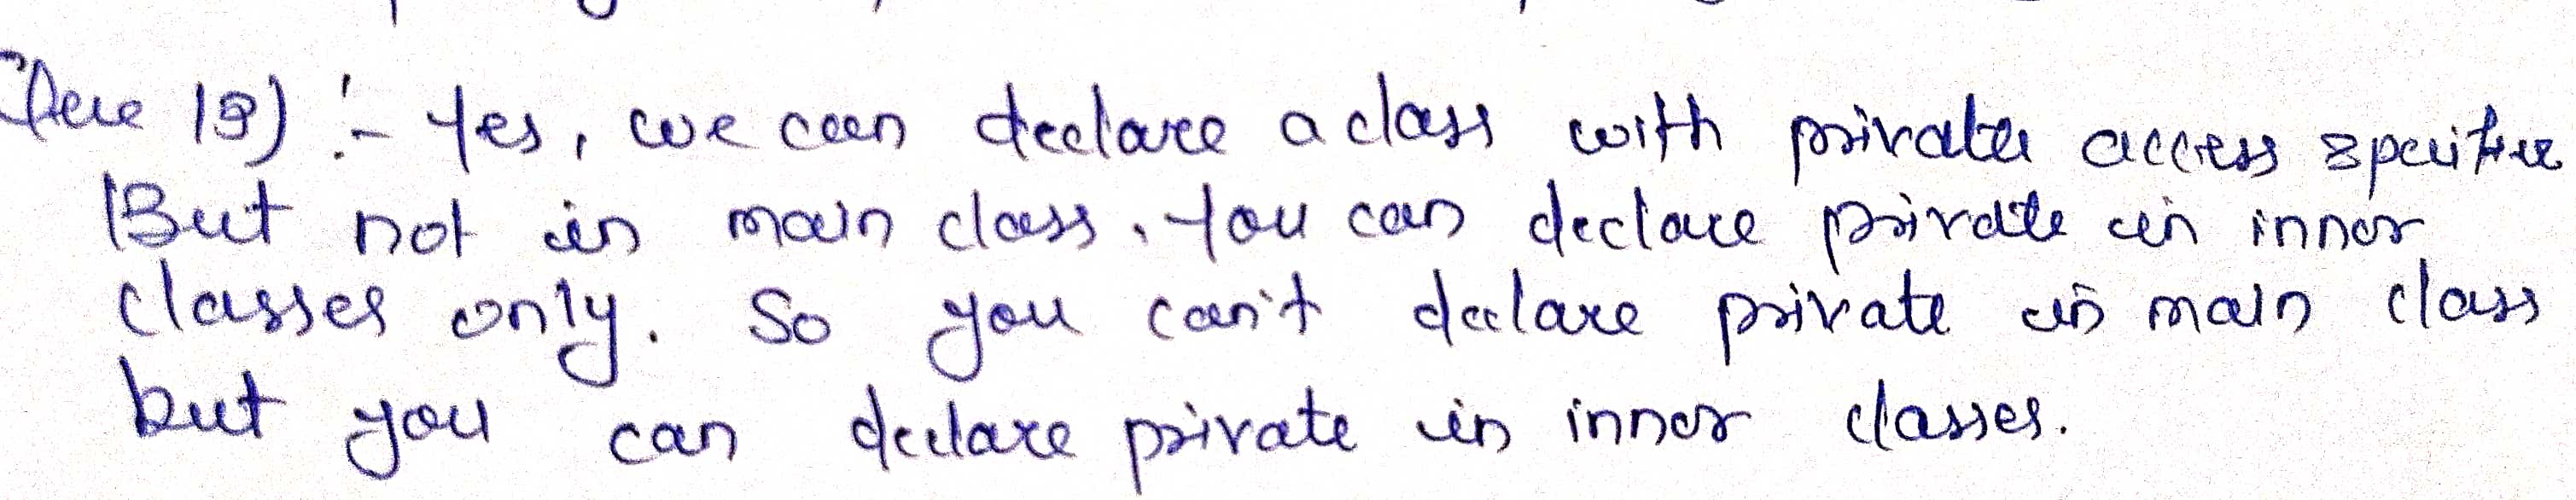 19) :- Yes, we can declare a class with private access specifier
But not in main class. You can declare private in inner
classes only. So you can't declare private in main class
but you can declare private in inner classes.